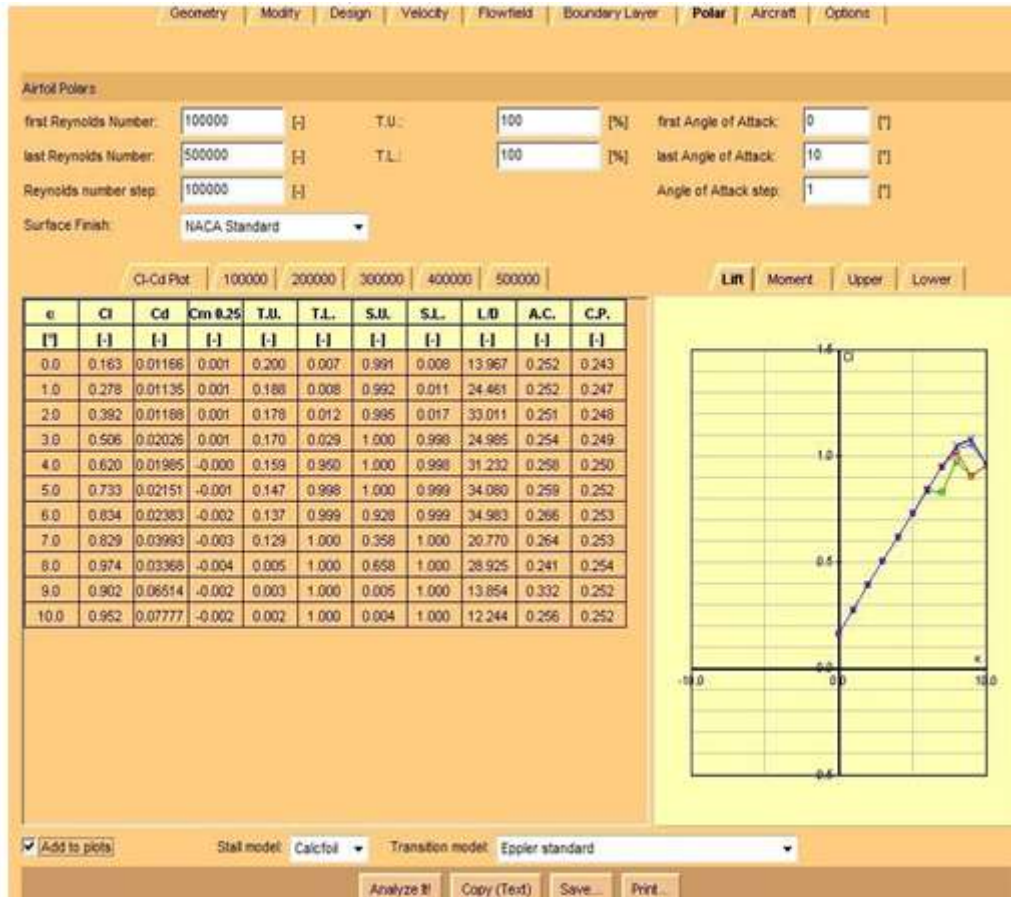 Geometry Modify Design Velocity Flowfield Boundary Layer Polar Aircraft Options
Airfoil Polars
first Reynolds Number: 100000 [-] T.U.: 100 [%] first Angle of Attack: 0 [°]
last Reynolds Number: 500000 [-] T.L.: 100 [%] last Angle of Attack: 10 [°]
Reynolds number step: 100000 [-] Angle of Attack step: 1 [°]
Surface Finish: NACA Standard
Cl-Cd Plot 100000 200000 300000 400000 500000 Lift Moment Upper Lower
α Cl Cd Cm 0.25 T.U. T.L. S.U. S.L. L/D A.C. C.P.
[°] [-] [-] [-] [-] [-] [-] [-] [-] [-] [-]
0.0 0.163 0.01166 0.001 0.200 0.007 0.991 0.008 13.967 0.252 0.243
1.0 0.278 0.01135 0.001 0.188 0.008 0.992 0.011 24.461 0.252 0.247
2.0 0.392 0.01188 0.001 0.178 0.012 0.995 0.017 33.011 0.251 0.248
3.0 0.506 0.02026 0.001 0.170 0.029 1.000 0.998 24.985 0.254 0.249
4.0 0.620 0.01985 -0.000 0.159 0.950 1.000 0.998 31.232 0.258 0.250
5.0 0.733 0.02151 -0.001 0.147 0.998 1.000 0.999 34.080 0.259 0.252
6.0 0.834 0.02383 -0.002 0.137 0.999 0.928 0.999 34.983 0.266 0.253
7.0 0.829 0.03993 -0.003 0.129 1.000 0.358 1.000 20.770 0.264 0.253
8.0 0.974 0.03368 -0.004 0.005 1.000 0.658 1.000 28.925 0.241 0.254
9.0 0.902 0.06514 -0.002 0.003 1.000 0.005 1.000 13.854 0.332 0.252
10.0 0.952 0.07777 -0.002 0.002 1.000 0.004 1.000 12.244 0.256 0.252
1.5 Cl
1.0
0.5
0.0 α
-10.0 0.0 10.0
0.5
Add to plots Stall model: Calcfoil Transition model: Eppler standard
Analyze It! Copy (Text) Save... Print...